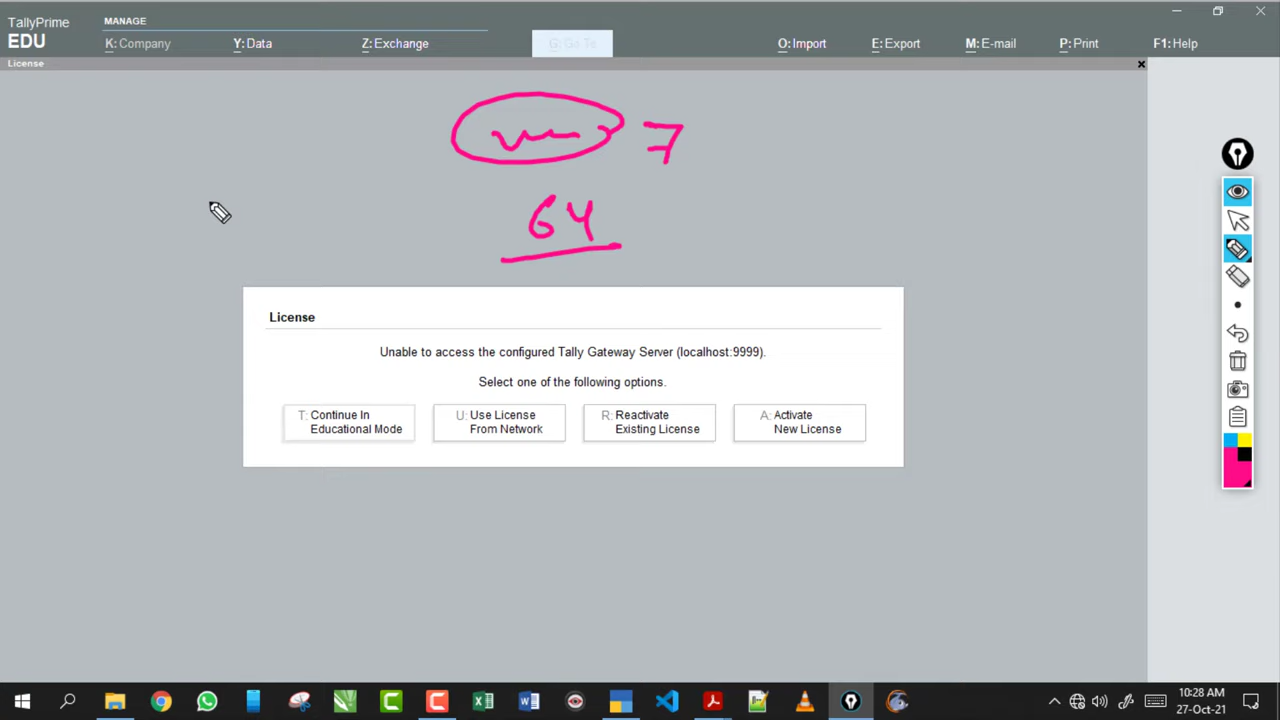 TallyPrime
EDU
MANAGE
K: Company Y: Data Z: Exchange G: Go To O: Import E: Export M: E-mail P: Print F1: Help
License
7
64
License
Unable to access the configured Tally Gateway Server (localhost:9999).
Select one of the following options.
T: Continue In
Educational Mode
U: Use License
From Network
R: Reactivate
Existing License
A: Activate
New License
10:28 AM
27-Oct-21